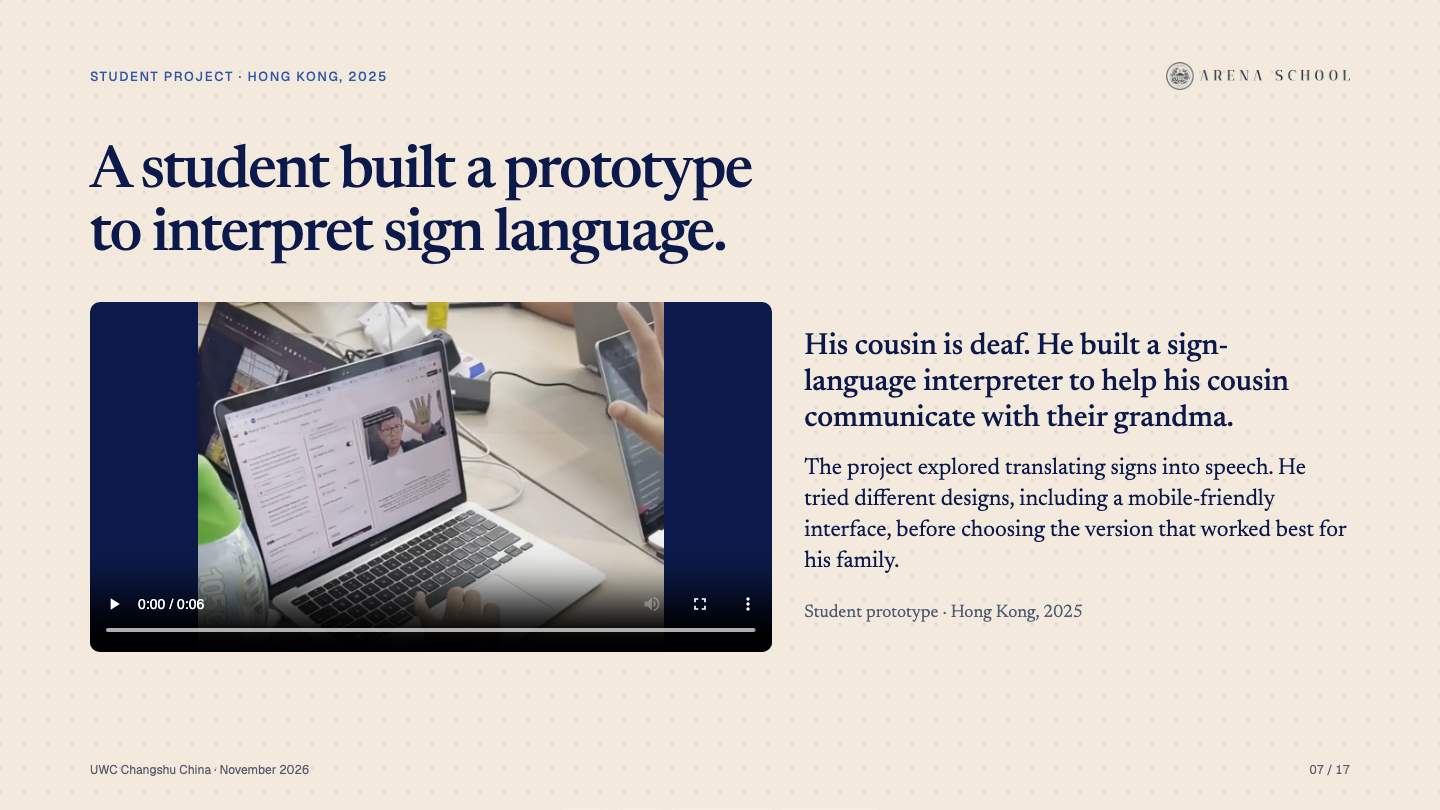 STUDENT PROJECT · HONG KONG, 2025
ARENA SCHOOL
A student built a prototype
to interpret sign language.
His cousin is deaf. He built a sign-
language interpreter to help his cousin
communicate with their grandma.
The project explored translating signs into speech. He
tried different designs, including a mobile-friendly
interface, before choosing the version that worked best for
his family.
Student prototype · Hong Kong, 2025
0:00 / 0:06
UWC Changshu China · November 2026
07 / 17